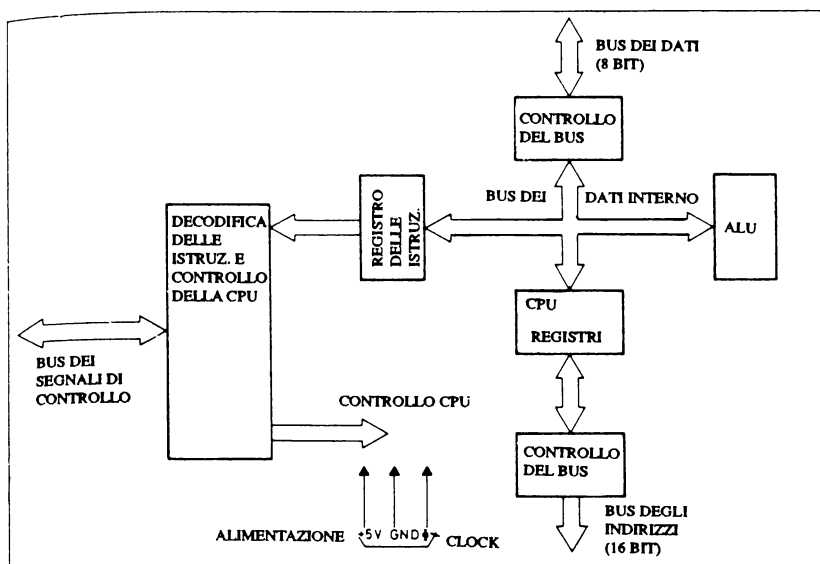 BUS DEI DATI
(8 BIT)
CONTROLLO
DEL BUS
BUS DEI
DATI INTERNO
REGISTRO
DELLE
ISTRUZ.
ALU
DECODIFICA
DELLE
ISTRUZ. E
CONTROLLO
DELLA CPU
CPU
REGISTRI
BUS DEI
SEGNALI DI
CONTROLLO
CONTROLLO CPU
CONTROLLO
DEL BUS
BUS DEGLI
INDIRIZZI
(16 BIT)
ALIMENTAZIONE
+5V GND
CLOCK